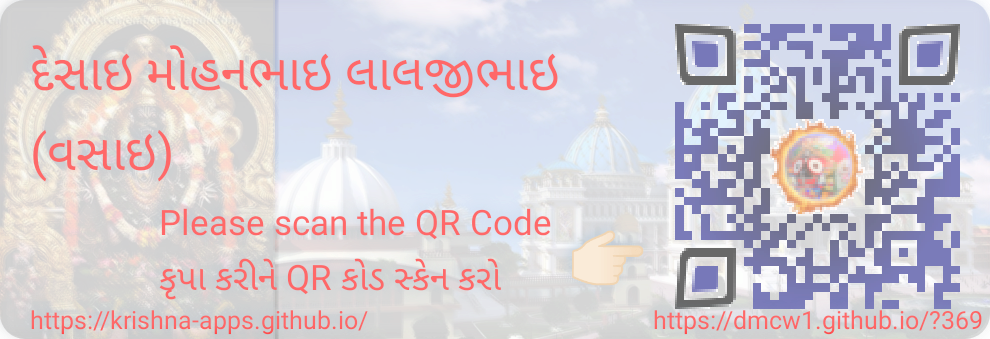 દેસાઇ મોહનભાઇ લાલજીભાઇ
(વસાઇ)
Please scan the QR Code
કૃપા કરીને QR કોડ સ્કેન કરો
https://krishna-apps.github.io/
https://dmcw1.github.io/?369